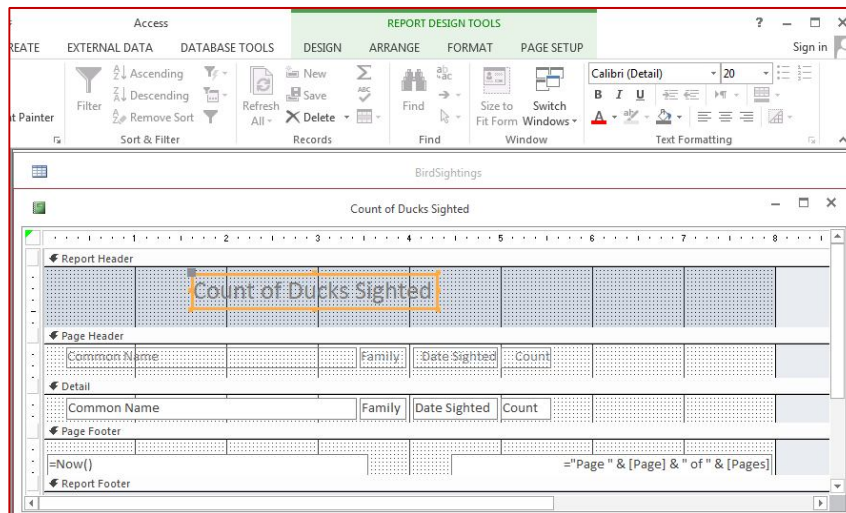 Access REPORT DESIGN TOOLS ?
REATE EXTERNAL DATA DATABASE TOOLS DESIGN ARRANGE FORMAT PAGE SETUP Sign in
t Painter
Filter
Ascending
Descending
Remove Sort
Sort & Filter
Refresh
All
New
Save
Delete
Records
Find
Find
Size to
Fit Form
Switch
Windows
Window
Calibri (Detail) 20
B I U
A
Text Formatting
BirdSightings
Count of Ducks Sighted
1 2 3 4 5 6 7 8
Report Header
Count of Ducks Sighted
Page Header
Common Name Family Date Sighted Count
Detail
Common Name Family Date Sighted Count
Page Footer
=Now() ="Page " & [Page] & " of " & [Pages]
Report Footer